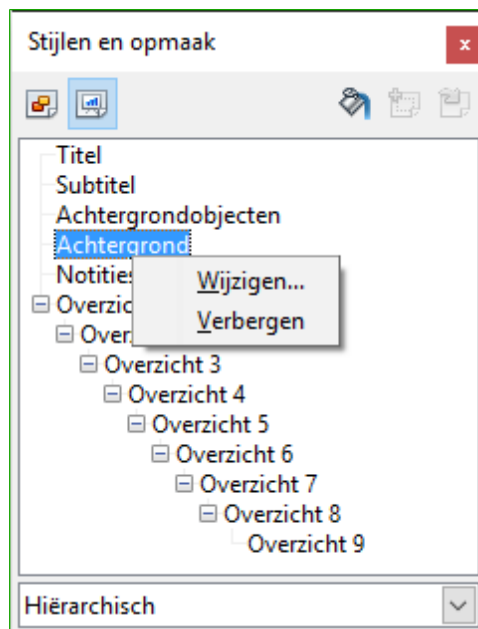 Stijlen en opmaak
Titel
Subtitel
Achtergrondobjecten
Achtergrond
Notities
Wijzigen...
Overzic
Verbergen
Over
Overzicht 3
Overzicht 4
Overzicht 5
Overzicht 6
Overzicht 7
Overzicht 8
Overzicht 9
Hiërarchisch